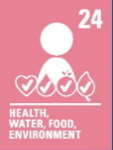 24
HEALTH,
WATER, FOOD,
ENVIRONMENT